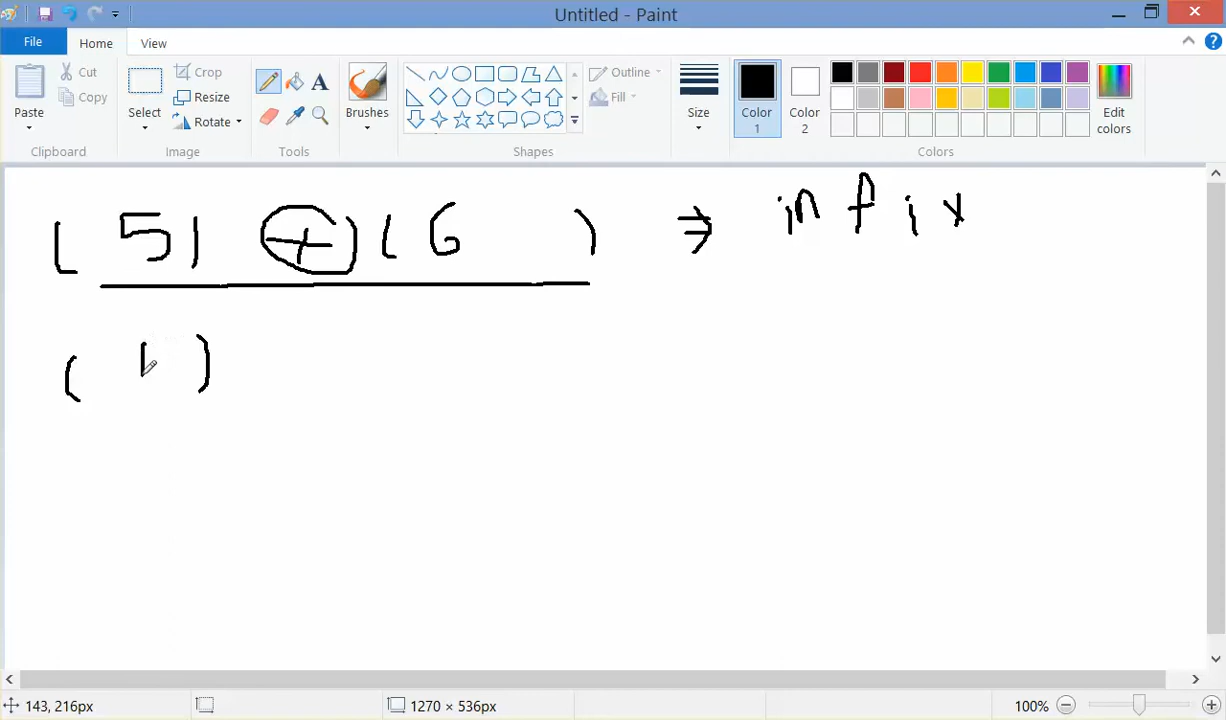 Untitled - Paint
File Home View
Paste Cut Copy Select Crop Resize Rotate Brushes Outline Fill Size Color 1 Color 2 Edit colors
Clipboard Image Tools Shapes Colors
( 5) (+) ( 6 ) ⇒ infix
( )
143, 216px 1270 × 536px 100%